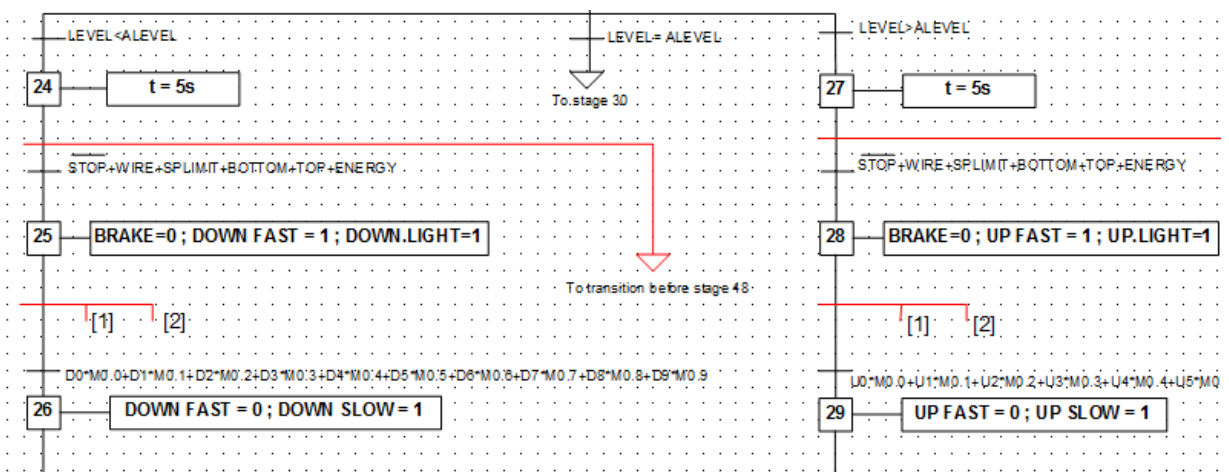 LEVEL<ALEVEL
LEVEL= ALEVEL
LEVEL>ALEVEL
24
t = 5s
27
t = 5s
To stage 30
STOP+WIRE+SPLIMIT+BOTTOM+TOP+ENERGY
STOP+WIRE+SPLIMIT+BOTTOM+TOP+ENERGY
25
BRAKE=0 ; DOWN FAST = 1 ; DOWN.LIGHT=1
28
BRAKE=0 ; UP FAST = 1 ; UP.LIGHT=1
To transition before stage 48
[1]
[2]
[1]
[2]
D0*M0.0+D1*M0.1+D2*M0.2+D3*M0.3+D4*M0.4+D5*M0.5+D6*M0.6+D7*M0.7+D8*M0.8+D9*M0.9
U0*M0.0+U1*M0.1+U2*M0.2+U3*M0.3+U4*M0.4+U5*M0
26
DOWN FAST = 0 ; DOWN SLOW = 1
29
UP FAST = 0 ; UP SLOW = 1